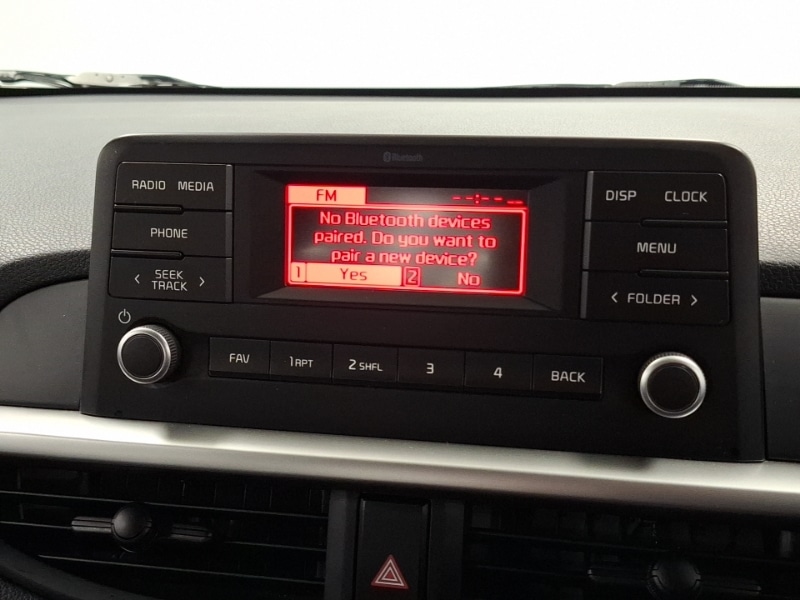 Bluetooth
RADIO MEDIA
PHONE
SEEK
TRACK
FM --:--
No Bluetooth devices
paired. Do you want to
pair a new device?
1 Yes 2 No
DISP CLOCK
MENU
FOLDER
FAV 1 RPT 2 SHFL 3 4 BACK